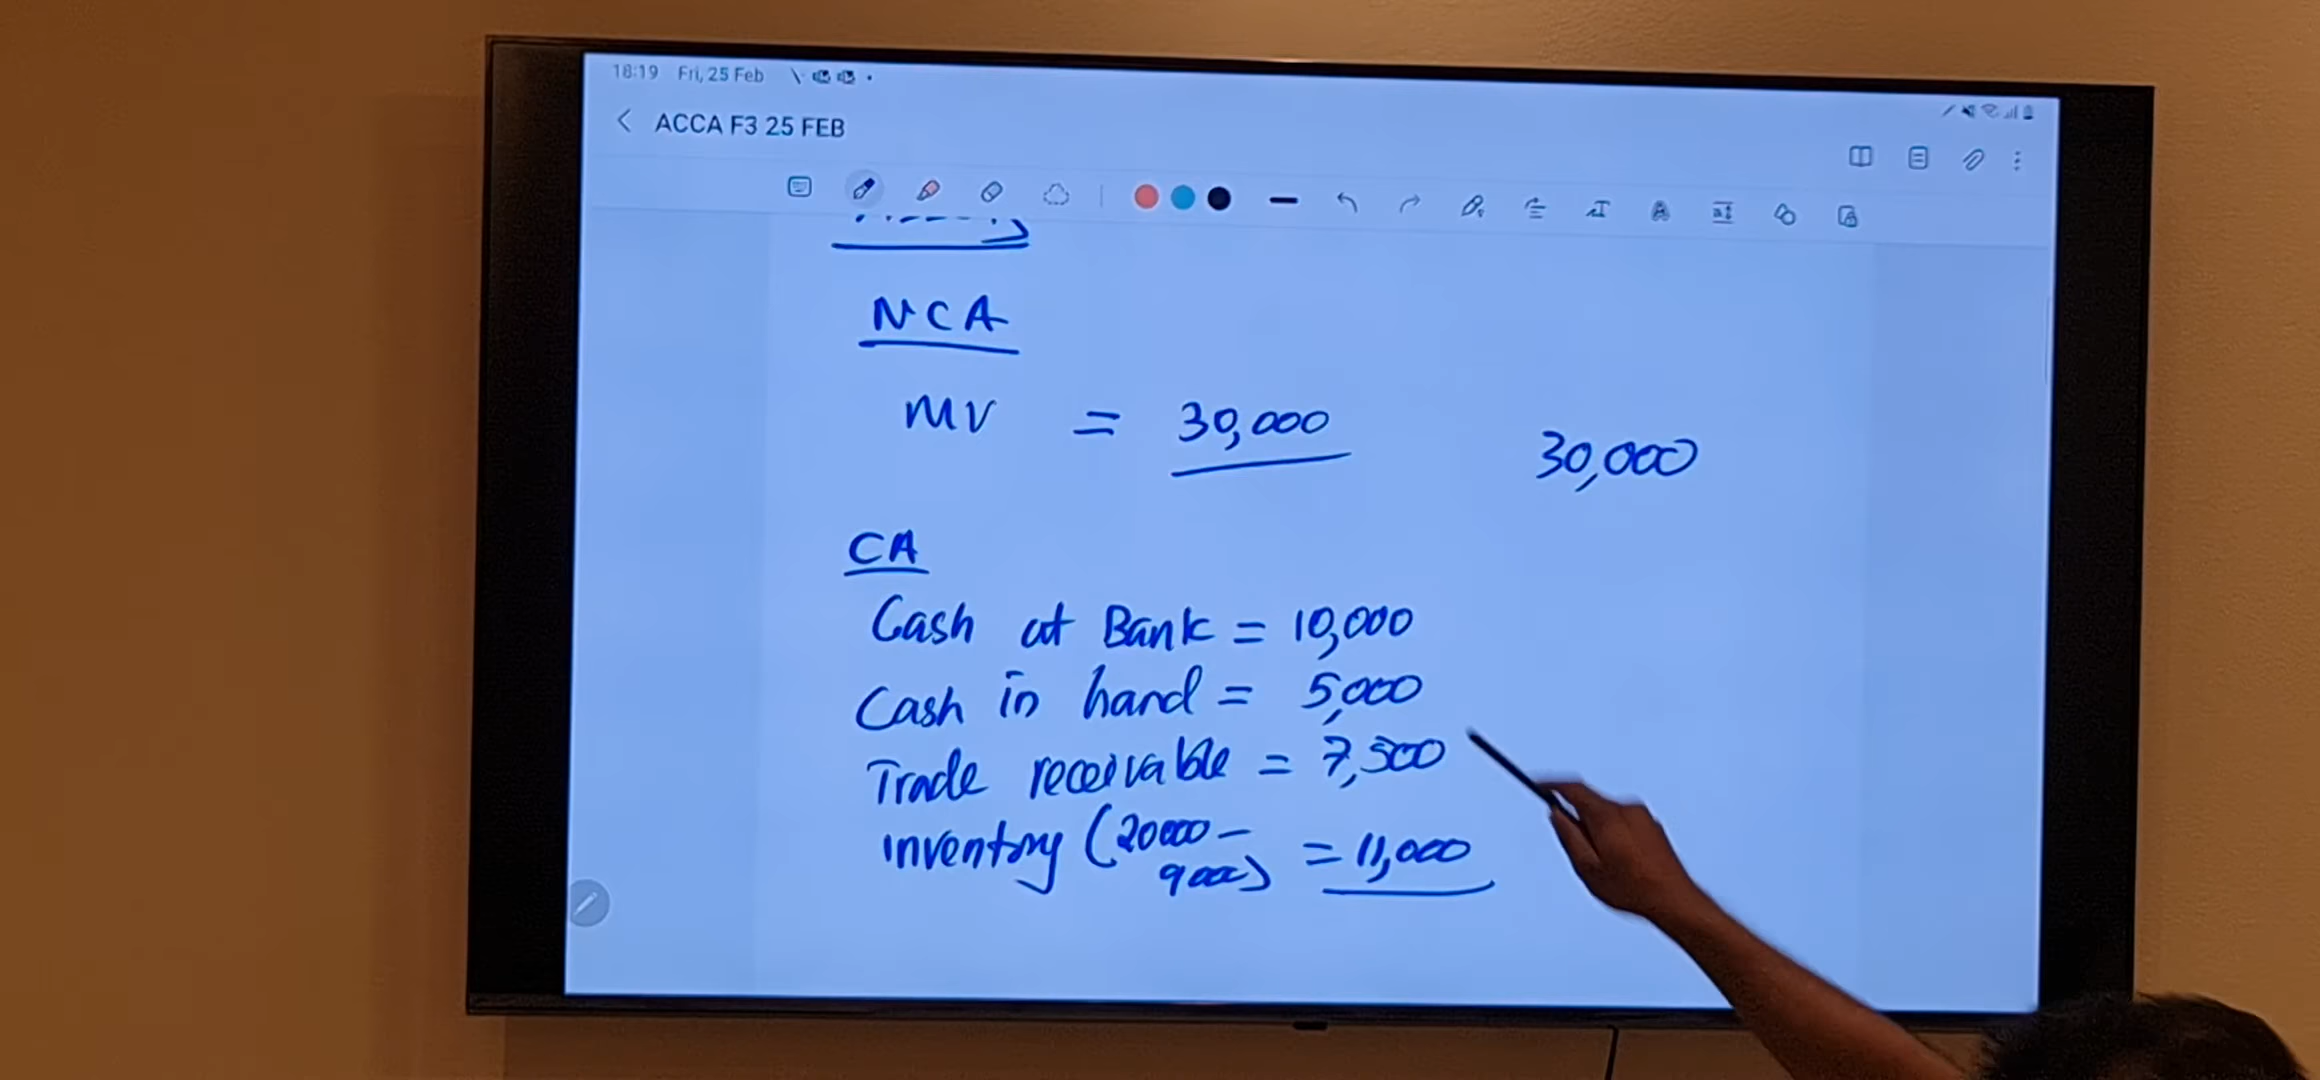 18:19 Fri, 25 Feb
ACCA F3 25 FEB
NCA
MV = 30,000 30,000
CA
Cash at Bank = 10,000
Cash in hand = 5,000
Trade receivable = 7,500
inventory (20000 - = 11,000
9000)